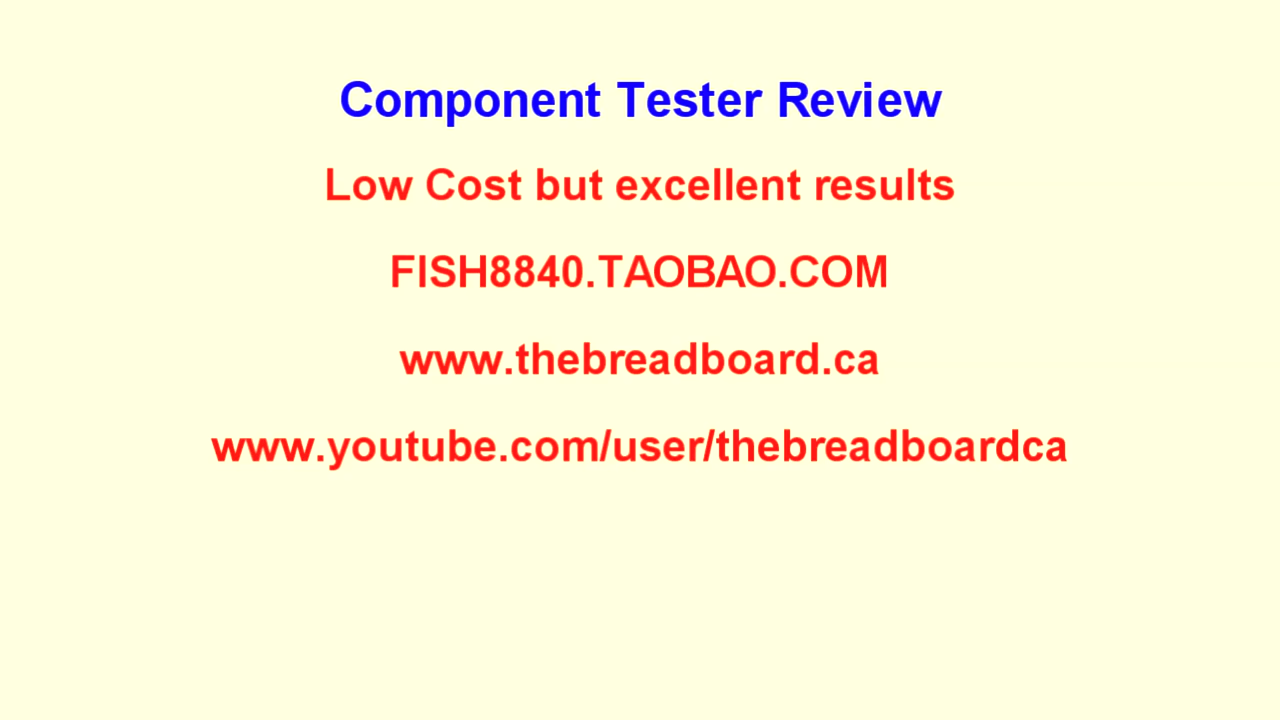 Component Tester Review
Low Cost but excellent results
FISH8840.TAOBAO.COM
www.thebreadboard.ca
www.youtube.com/user/thebreadboardca